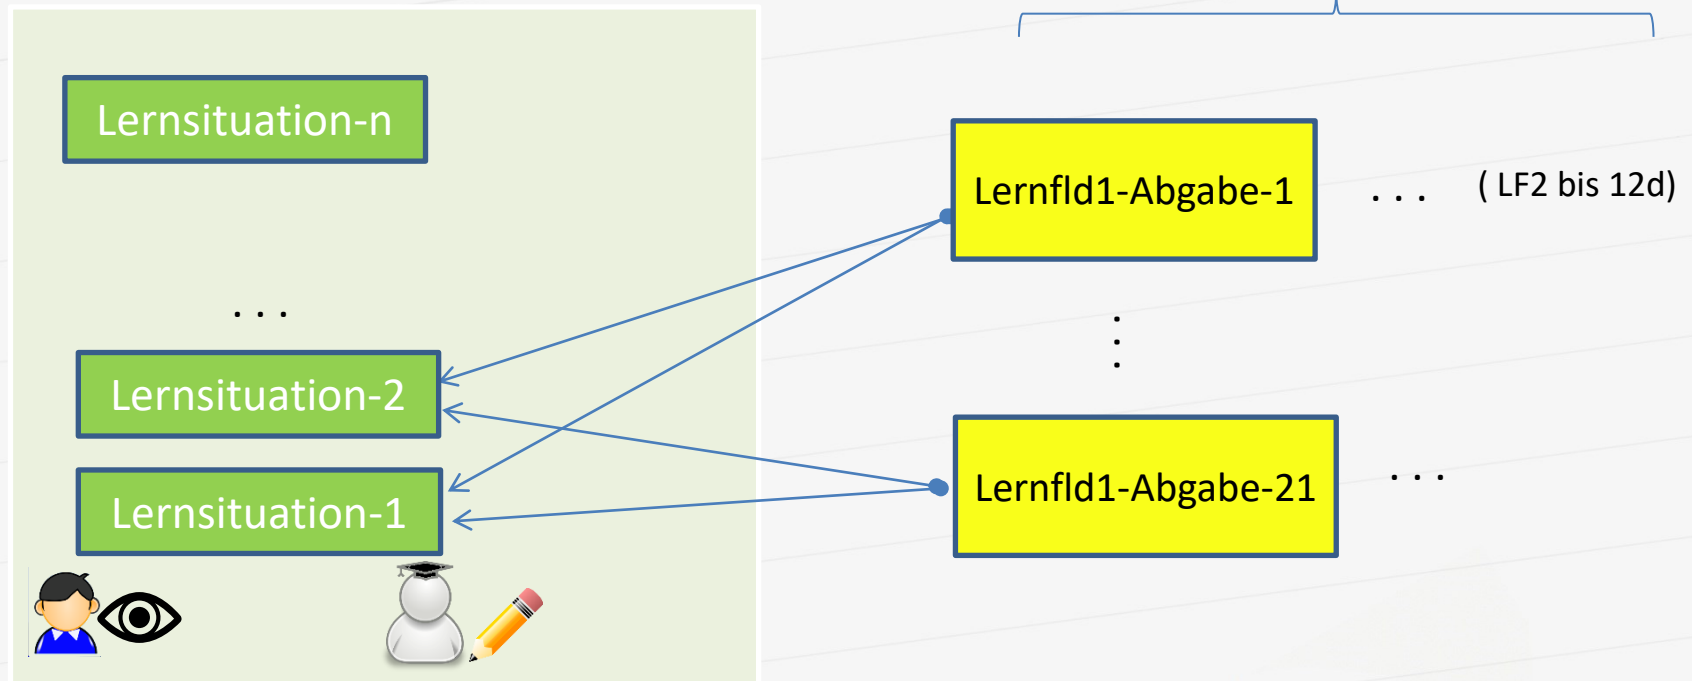 Lernsituation-n
. . .
Lernsituation-2
Lernsituation-1
Lernfld1-Abgabe-1
. . .
( LF2 bis 12d)
. . .
Lernfld1-Abgabe-21
. . .